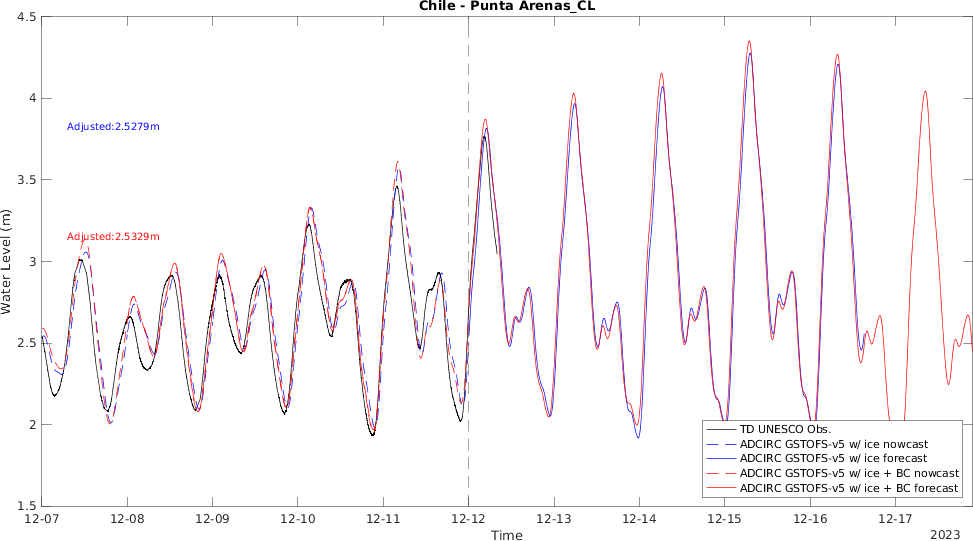 Chile - Punta Arenas_CL
4.5
4
3.5
3
2.5
2
1.5
Water Level (m)
Adjusted:2.5279m
Adjusted:2.5329m
TD UNESCO Obs.
ADCIRC GSTOFS-v5 w/ ice nowcast
ADCIRC GSTOFS-v5 w/ ice forecast
ADCIRC GSTOFS-v5 w/ ice + BC nowcast
ADCIRC GSTOFS-v5 w/ ice + BC forecast
12-07 12-08 12-09 12-10 12-11 12-12 12-13 12-14 12-15 12-16 12-17
Time
2023